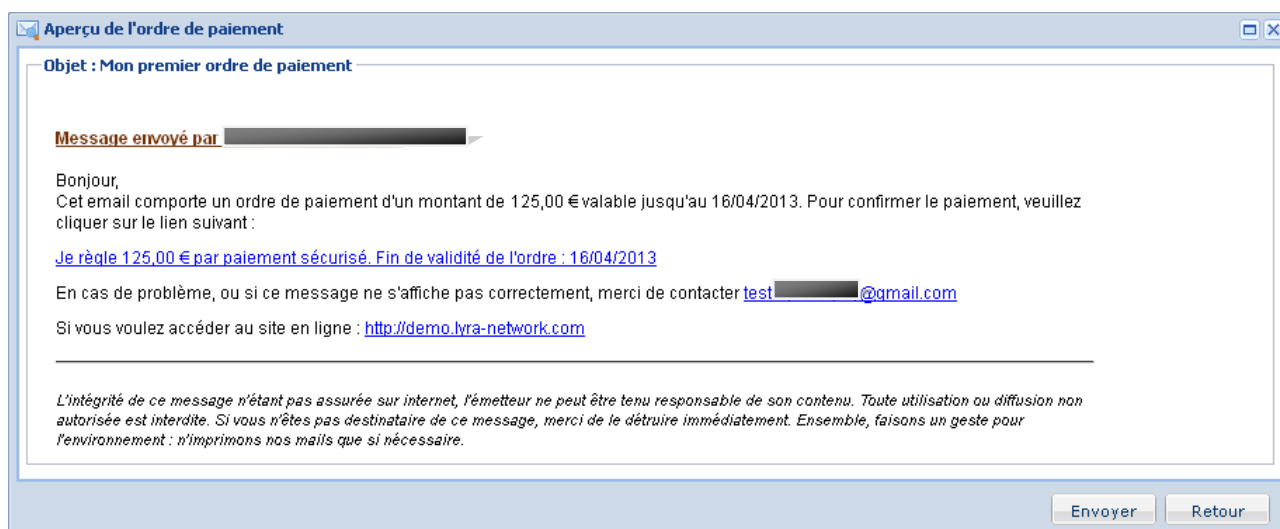 Aperçu de l'ordre de paiement
Objet : Mon premier ordre de paiement
Message envoyé par
Bonjour,
Cet email comporte un ordre de paiement d'un montant de 125,00 € valable jusqu'au 16/04/2013. Pour confirmer le paiement, veuillez
cliquer sur le lien suivant :
Je règle 125,00 € par paiement sécurisé. Fin de validité de l'ordre : 16/04/2013
En cas de problème, ou si ce message ne s'affiche pas correctement, merci de contacter test @gmail.com
Si vous voulez accéder au site en ligne : http://demo.lyra-network.com
L'intégrité de ce message n'étant pas assurée sur internet, l'émetteur ne peut être tenu responsable de son contenu. Toute utilisation ou diffusion non
autorisée est interdite. Si vous n'êtes pas destinataire de ce message, merci de le détruire immédiatement. Ensemble, faisons un geste pour
l'environnement : n'imprimons nos mails que si nécessaire.
Envoyer Retour